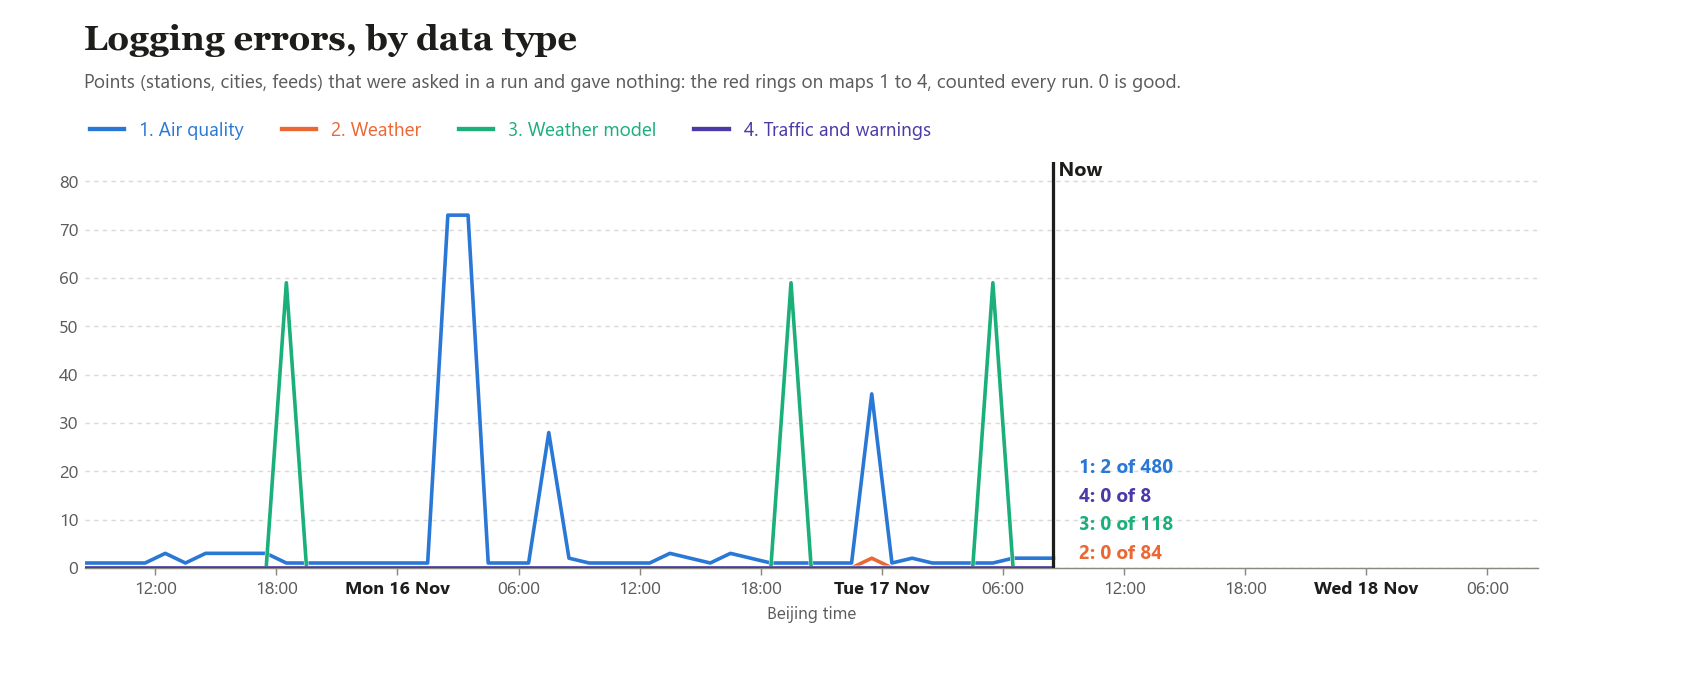 Logging errors, by data type
Points (stations, cities, feeds) that were asked in a run and gave nothing: the red rings on maps 1 to 4, counted every run. 0 is good.
1. Air quality 2. Weather 3. Weather model 4. Traffic and warnings
Now
80
70
60
50
40
30
20
10
0
1: 2 of 480
4: 0 of 8
3: 0 of 118
2: 0 of 84
12:00 18:00 Mon 16 Nov 06:00 12:00 18:00 Tue 17 Nov 06:00 12:00 18:00 Wed 18 Nov 06:00
Beijing time